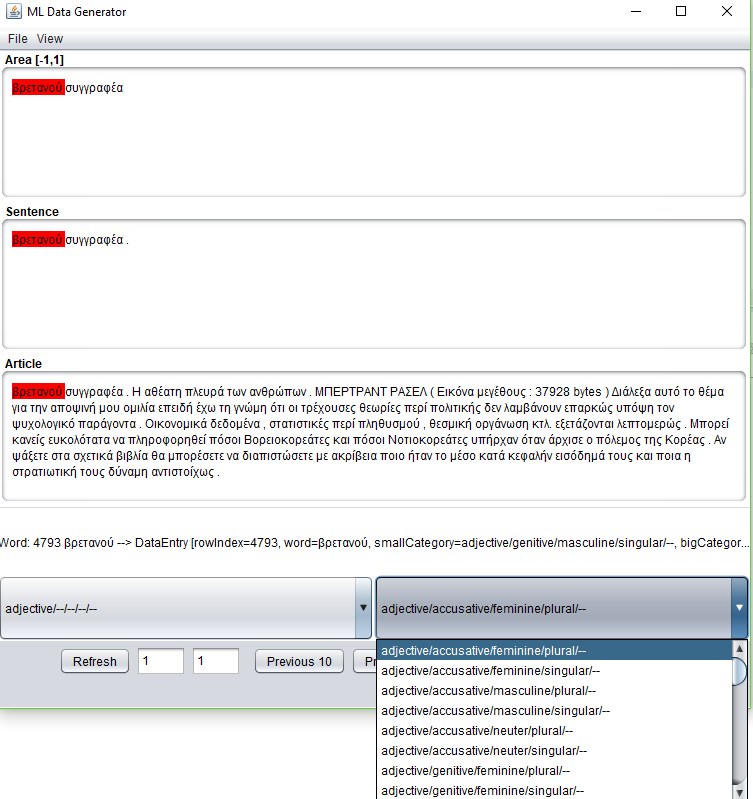 ML Data Generator
File View
Area [-1,1]
βρετανού συγγραφέα
Sentence
βρετανού συγγραφέα .
Article
βρετανού συγγραφέα . Η αθέατη πλευρά των ανθρώπων . ΜΠΕΡΤΡΑΝΤ ΡΑΣΕΛ ( Εικόνα μεγέθους : 37928 bytes ) Διάλεξα αυτό το θέμα
για την αποψινή μου ομιλία επειδή έχω τη γνώμη ότι οι τρέχουσες θεωρίες περί πολιτικής δεν λαμβάνουν επαρκώς υπόψη τον
ψυχολογικό παράγοντα . Οικονομικά δεδομένα , στατιστικές περί πληθυσμού , θεσμική οργάνωση κτλ. εξετάζονται λεπτομερώς . Μπορεί
κανείς ευκολότατα να πληροφορηθεί πόσοι Βορειοκορεάτες και πόσοι Νοτιοκορεάτες υπήρχαν όταν άρχισε ο πόλεμος της Κορέας . Αν
ψάξετε στα σχετικά βιβλία θα μπορέσετε να διαπιστώσετε με ακρίβεια ποιο ήταν το μέσο κατά κεφαλήν εισόδημά τους και ποια η
στρατιωτική τους δύναμη αντιστοίχως .
Word: 4793 βρετανού --> DataEntry [rowIndex=4793, word=βρετανού, smallCategory=adjective/genitive/masculine/singular/--, bigCategor...
adjective/--/--/--/-- adjective/accusative/feminine/plural/--
Refresh 1 1 Previous 10 Pr
adjective/accusative/feminine/plural/--
adjective/accusative/feminine/singular/--
adjective/accusative/masculine/plural/--
adjective/accusative/masculine/singular/--
adjective/accusative/neuter/plural/--
adjective/accusative/neuter/singular/--
adjective/genitive/feminine/plural/--
adjective/genitive/feminine/singular/--